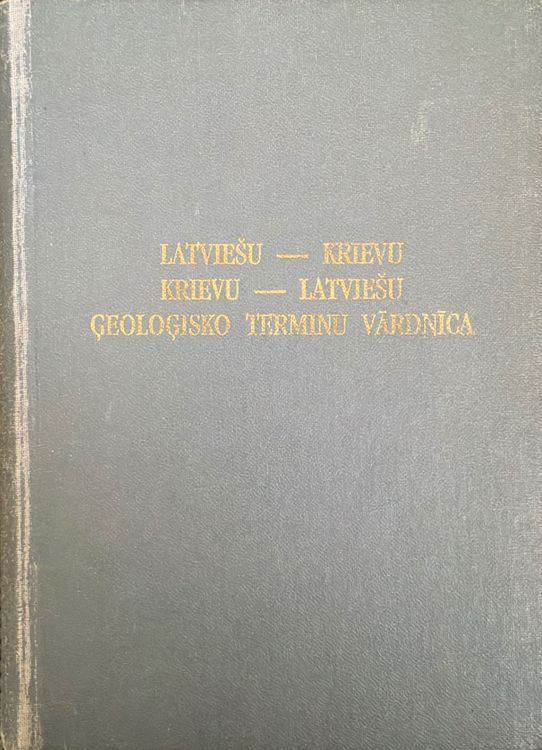 LATVIEŠU — KRIEVU
KRIEVU — LATVIEŠU
ĢEOLOĢISKO TERMINU VĀRDNĪCA